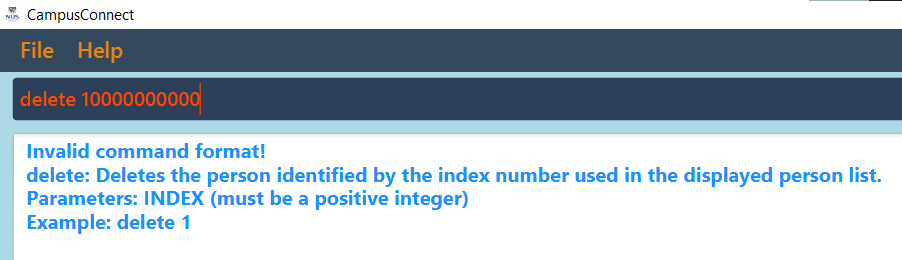 NUS
CampusConnect
File Help
delete 10000000000
Invalid command format!
delete: Deletes the person identified by the index number used in the displayed person list.
Parameters: INDEX (must be a positive integer)
Example: delete 1